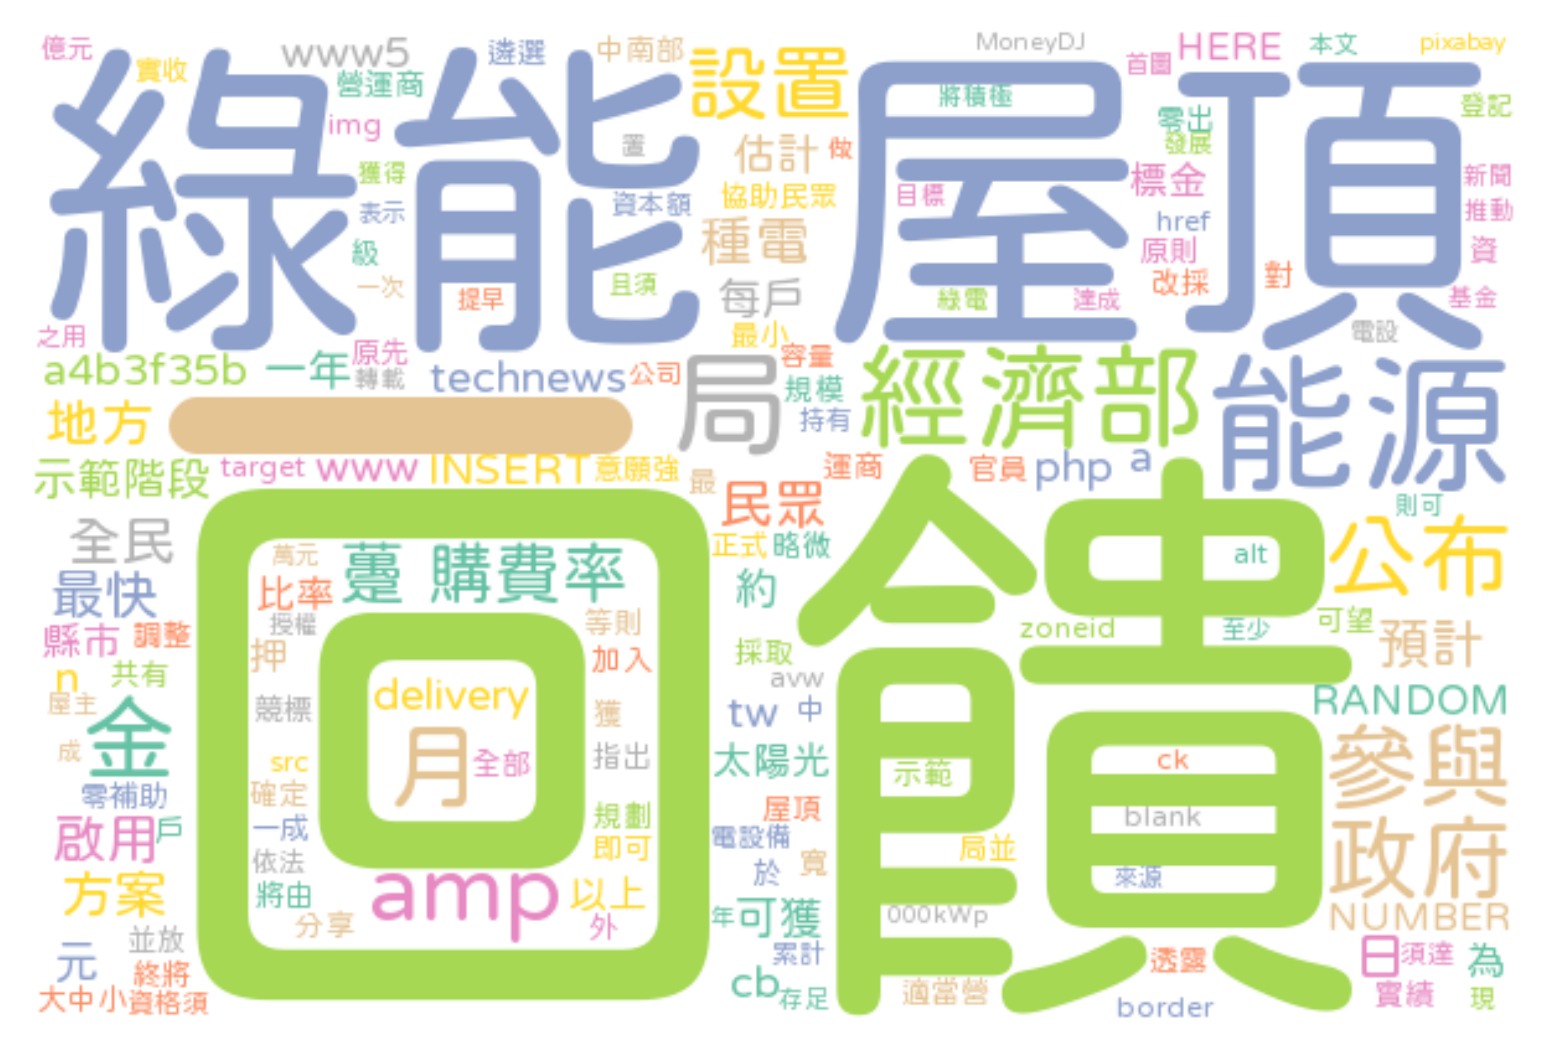 億元 實收 www5 遴選 中南部 設置 MoneyDJ 首圖 HERE 本文 pixabay
綠能 屋頂
營運商 img 將積極 零出 發展 登記
置 估計 做 標金 新聞
獲得 表示 資本額 協助民眾 目標 href 推動
級 種電 原則 資
一次 提早 且須 每戶 綠電 達成 改採 對 基金
之用 原先 最小 電設
a4b3f35b 一年 轉載 technews 公司 局 容量 規模 經濟部 能源
地方 一 持有
示範階段 target www INSERT 意願強 最 運商 官員 php a
民眾 則可
全民 回饋 公布
萬元 躉購費率 正式 略微 alt
最快 比率 約
縣市 調整 授權 等則 zoneid 至少 可望
n 共有 押 加入 採取 預計
屋主 delivery avw RANDOM
金 競標 獲 tw 中
成 月 全部 src 指出 太陽光 示範 ck 參與
零補助 確定 屋頂
啟用 戶 一成 規劃 電設備 blank 政府
依法 即可 於 寬 局並 來源
方案 將由 amp 以上 年 可獲 000kWp NUMBER
分享 外
元 並放 累計 透露 日 須達 為
終將 cb 存足 適當營 實績 現
大中小 資格須 border